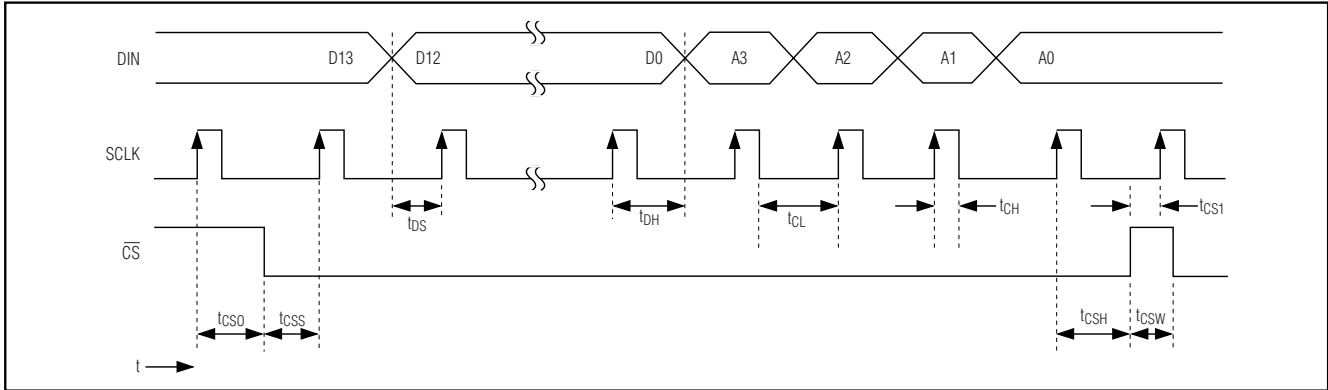 DIN D13 D12 D0 A3 A2 A1 A0
SCLK
tDS tDH tCL tCH tCS1
CS
tCSO tCSS tCSH tCSW
t